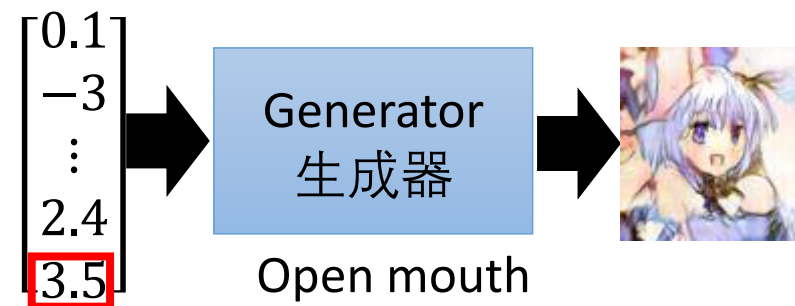 0.1
−3
⋮
2.4
3.5
Generator
生成器
Open mouth